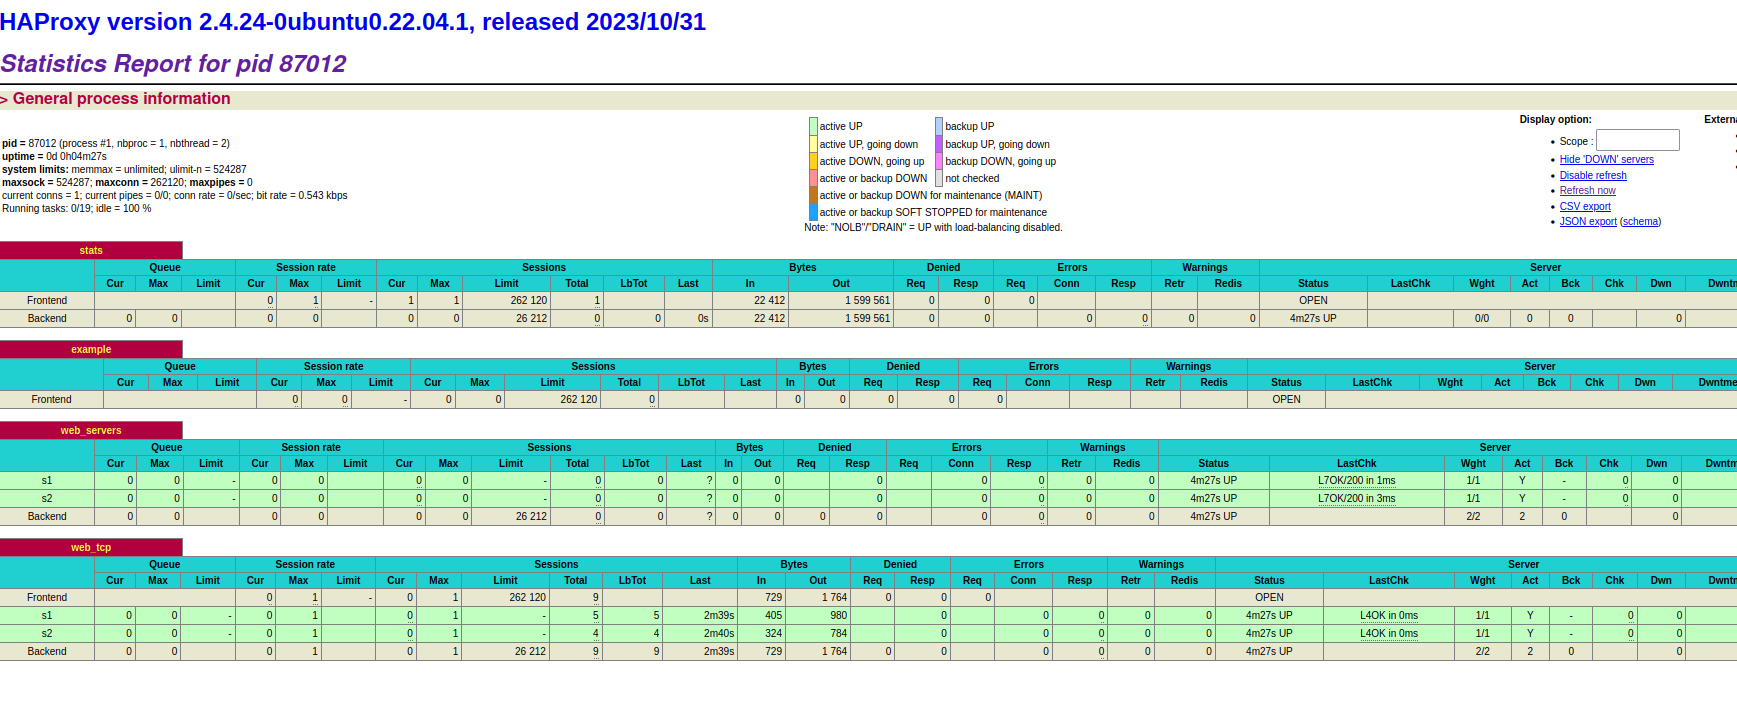 HAProxy version 2.4.24-0ubuntu0.22.04.1, released 2023/10/31
Statistics Report for pid 87012
> General process information
pid = 87012 (process #1, nbproc = 1, nbthread = 2)
uptime = 0d 0h04m27s
system limits: memmax = unlimited; ulimit-n = 524287
maxsock = 524287; maxconn = 262120; maxpipes = 0
current conns = 1; current pipes = 0/0; conn rate = 0/sec; bit rate = 0.543 kbps
Running tasks: 0/19; idle = 100 %
active UP backup UP
active UP, going down backup UP, going down
active DOWN, going up backup DOWN, going up
active or backup DOWN not checked
active or backup DOWN for maintenance (MAINT)
active or backup SOFT STOPPED for maintenance
Note: "NOLB"/"DRAIN" = UP with load-balancing disabled.
Display option:
• Scope :
• Hide 'DOWN' servers
• Disable refresh
• Refresh now
• CSV export
• JSON export (schema)
Externa
stats
Queue Session rate Sessions Bytes Denied Errors Warnings Server
Cur Max Limit Cur Max Limit Cur Max Limit Total LbTot Last In Out Req Resp Req Conn Resp Retr Redis Status LastChk Wght Act Bck Chk Dwn Dwntm
Frontend 0 1 - 1 1 262 120 1 22 412 1 599 561 0 0 0 OPEN
Backend 0 0 0 0 0 0 26 212 0 0 0s 22 412 1 599 561 0 0 0 0 0 0 4m27s UP 0/0 0 0 0
example
Queue Session rate Sessions Bytes Denied Errors Warnings Server
Cur Max Limit Cur Max Limit Cur Max Limit Total LbTot Last In Out Req Resp Req Conn Resp Retr Redis Status LastChk Wght Act Bck Chk Dwn Dwntme
Frontend 0 0 - 0 0 262 120 0 0 0 0 0 0 OPEN
web_servers
Queue Session rate Sessions Bytes Denied Errors Warnings Server
Cur Max Limit Cur Max Limit Cur Max Limit Total LbTot Last In Out Req Resp Req Conn Resp Retr Redis Status LastChk Wght Act Bck Chk Dwn Dwntm
s1 0 0 - 0 0 0 0 - 0 0 ? 0 0 0 0 0 0 0 4m27s UP L7OK/200 in 1ms 1/1 Y - 0 0
s2 0 0 - 0 0 0 0 - 0 0 ? 0 0 0 0 0 0 0 4m27s UP L7OK/200 in 3ms 1/1 Y - 0 0
Backend 0 0 0 0 0 0 26 212 0 0 ? 0 0 0 0 0 0 0 0 4m27s UP 2/2 2 0 0
web_tcp
Queue Session rate Sessions Bytes Denied Errors Warnings Server
Cur Max Limit Cur Max Limit Cur Max Limit Total LbTot Last In Out Req Resp Req Conn Resp Retr Redis Status LastChk Wght Act Bck Chk Dwn Dwntm
Frontend 0 1 - 0 1 262 120 9 729 1 764 0 0 0 OPEN
s1 0 0 - 0 1 0 1 - 5 5 2m39s 405 980 0 0 0 0 0 4m27s UP L4OK in 0ms 1/1 Y - 0 0
s2 0 0 - 0 1 0 1 - 4 4 2m40s 324 784 0 0 0 0 0 4m27s UP L4OK in 0ms 1/1 Y - 0 0
Backend 0 0 0 1 0 1 26 212 9 9 2m39s 729 1 764 0 0 0 0 0 0 4m27s UP 2/2 2 0 0